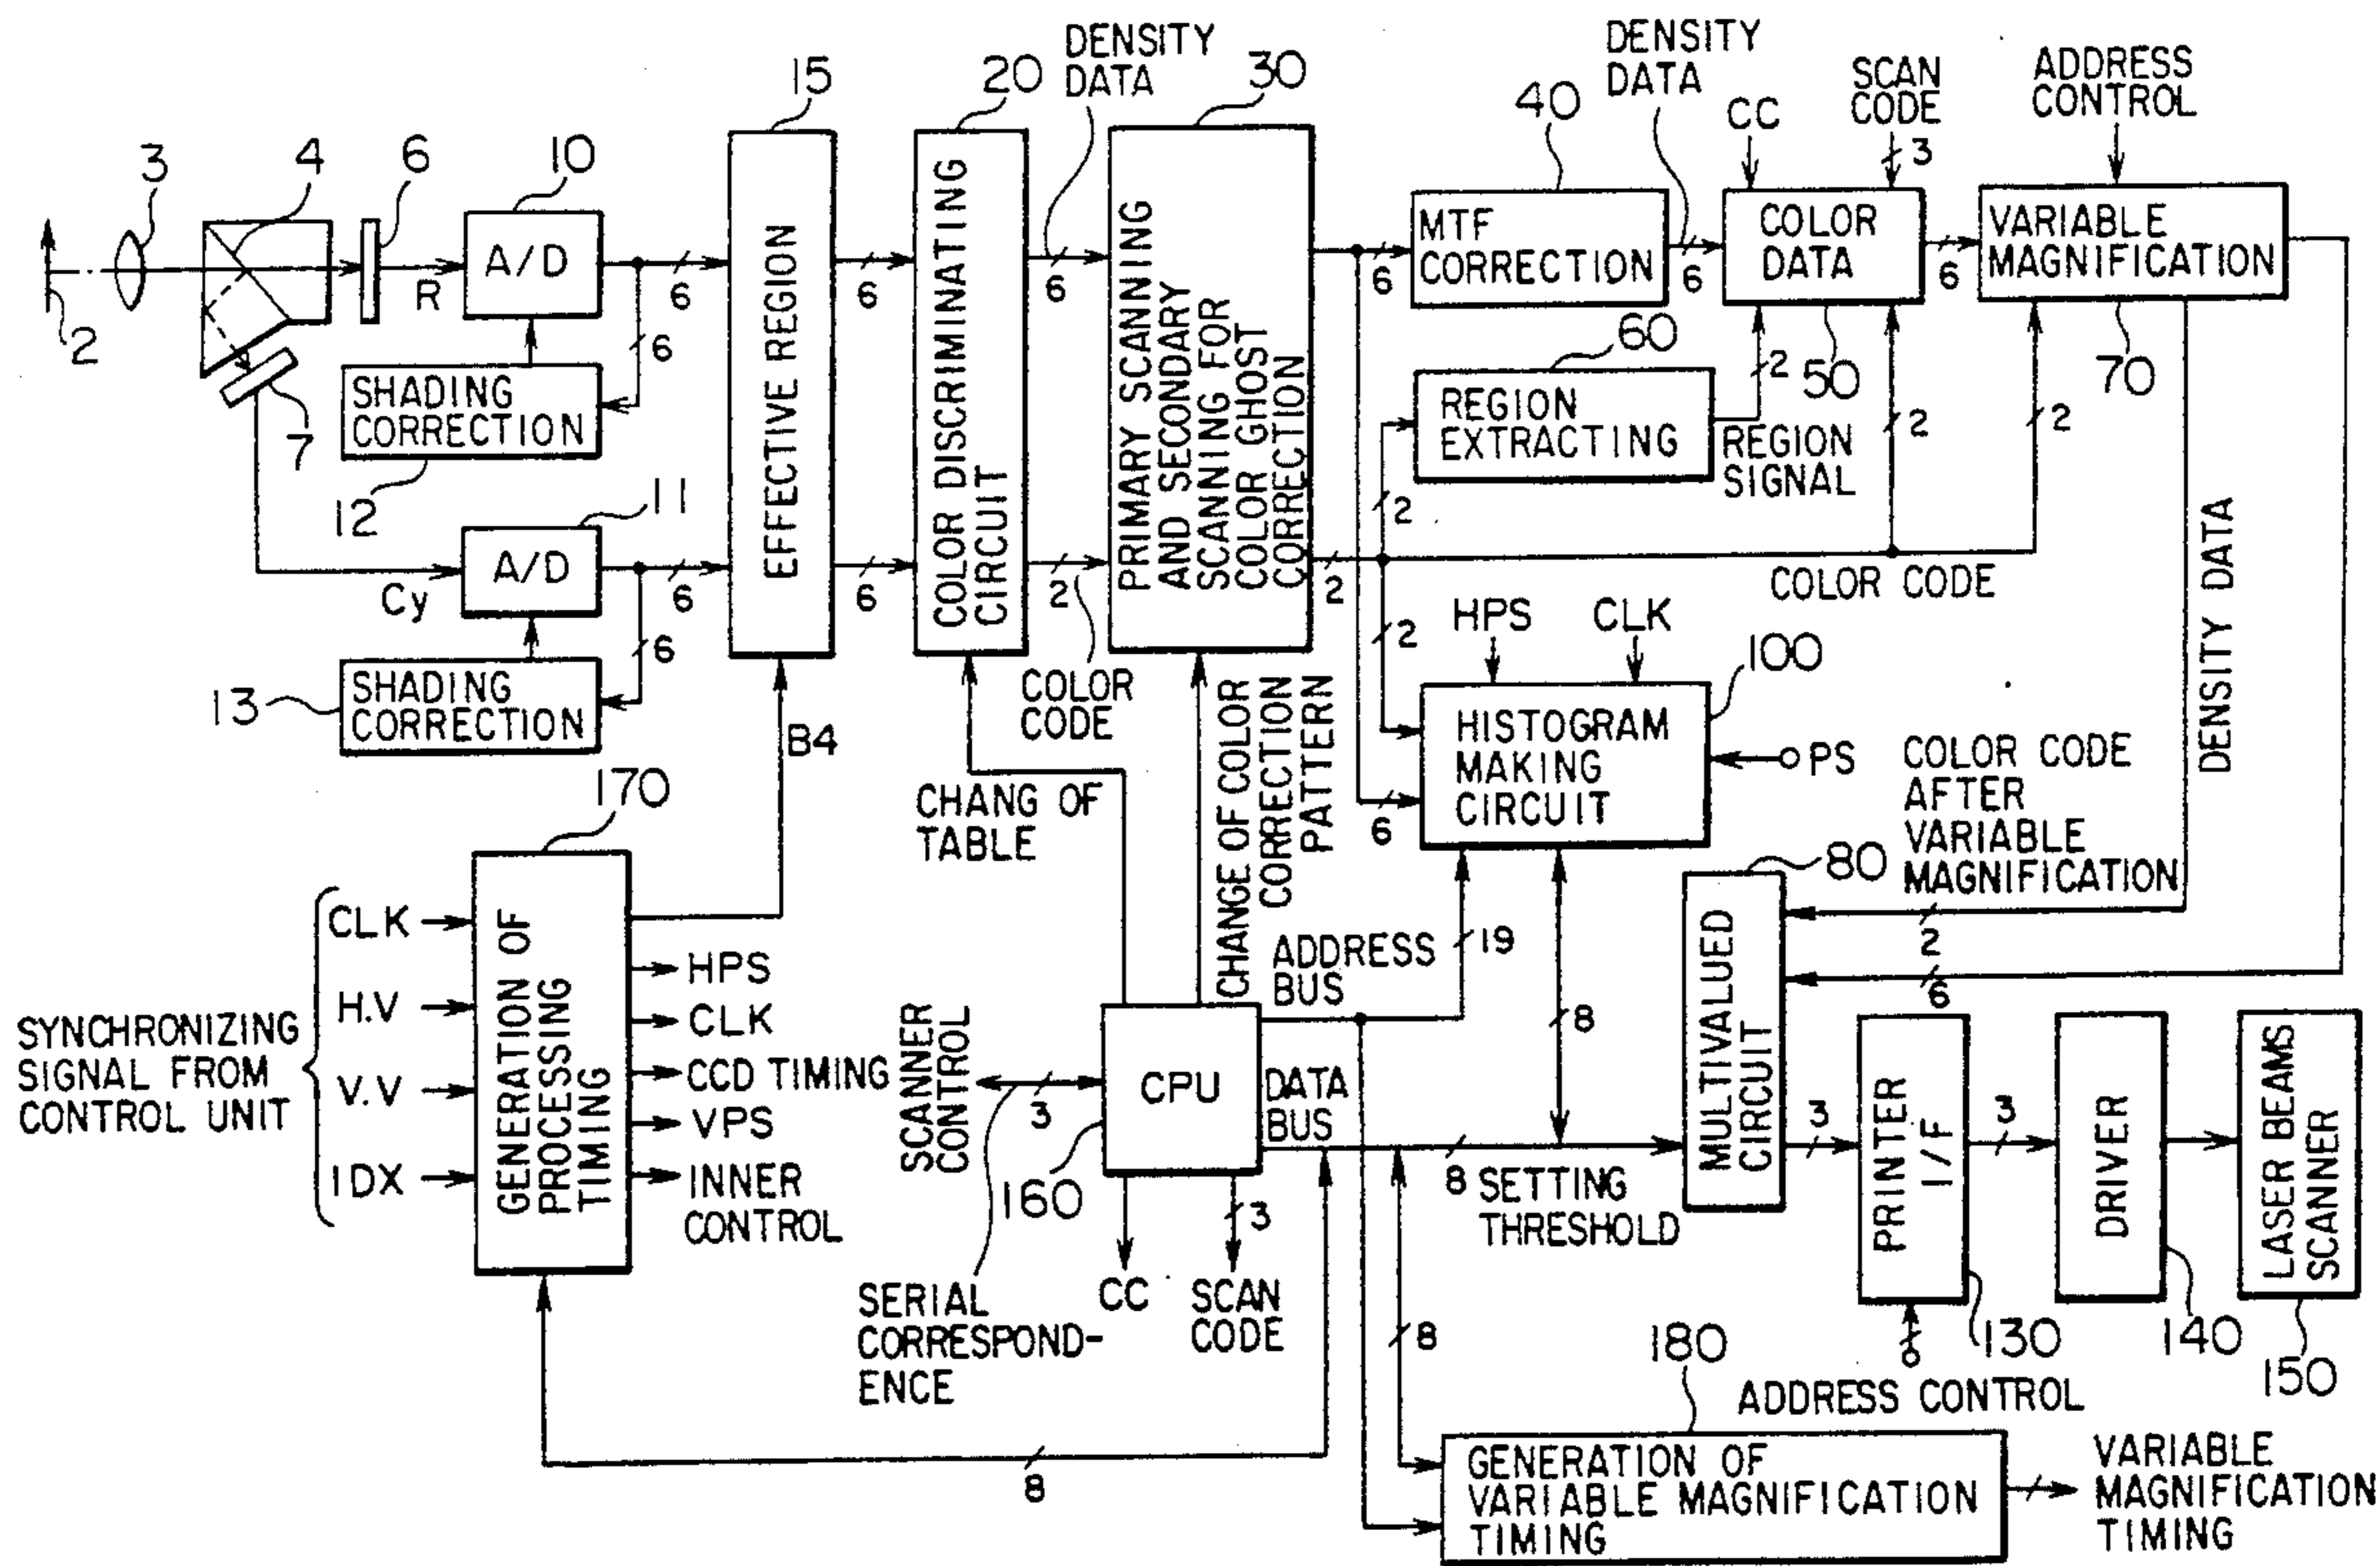 DENSITY
DATA
DENSITY
DATA
SCAN
CODE
ADDRESS
CONTROL
15
20
30
40
CC
3
3
4
6
10
A/D
R
6
6
6
6
EFFECTIVE REGION
COLOR DISCRIMINATING
CIRCUIT
PRIMARY SCANNING
AND SECONDARY
SCANNING FOR
COLOR GHOST
CORRECTION
6
MTF
CORRECTION
6
COLOR
DATA
6
VARIABLE
MAGNIFICATION
2
7
SHADING
CORRECTION
12
60
REGION
EXTRACTING
2
50
REGION
SIGNAL
2
70
2
11
A/D
Cy
6
6
6
2
2
2
COLOR CODE
DENSITY DATA
13
SHADING
CORRECTION
B4
COLOR
CODE
2
HPS
CLK
100
HISTOGRAM
MAKING
CIRCUIT
PS
6
CHANG OF
TABLE
CHANGE OF COLOR
CORRECTION
PATTERN
COLOR CODE
AFTER
VARIABLE
MAGNIFICATION
170
80
2
6
SYNCHRONIZING
SIGNAL FROM
CONTROL UNIT
CLK
H.V
V.V
IDX
GENERATION OF
PROCESSING
TIMING
HPS
CLK
CCD TIMING
VPS
INNER
CONTROL
SCANNER
CONTROL
3
CPU
ADDRESS
BUS
19
8
DATA
BUS
8
SETTING
THRESHOLD
MULTIVALUED
CIRCUIT
3
PRINTER
I/F
3
DRIVER
LASER BEAMS
SCANNER
160
3
SERIAL
CORRESPOND-
ENCE
CC
SCAN
CODE
8
130
140
150
ADDRESS CONTROL
180
8
GENERATION OF
VARIABLE MAGNIFICATION
TIMING
VARIABLE
MAGNIFICATION
TIMING